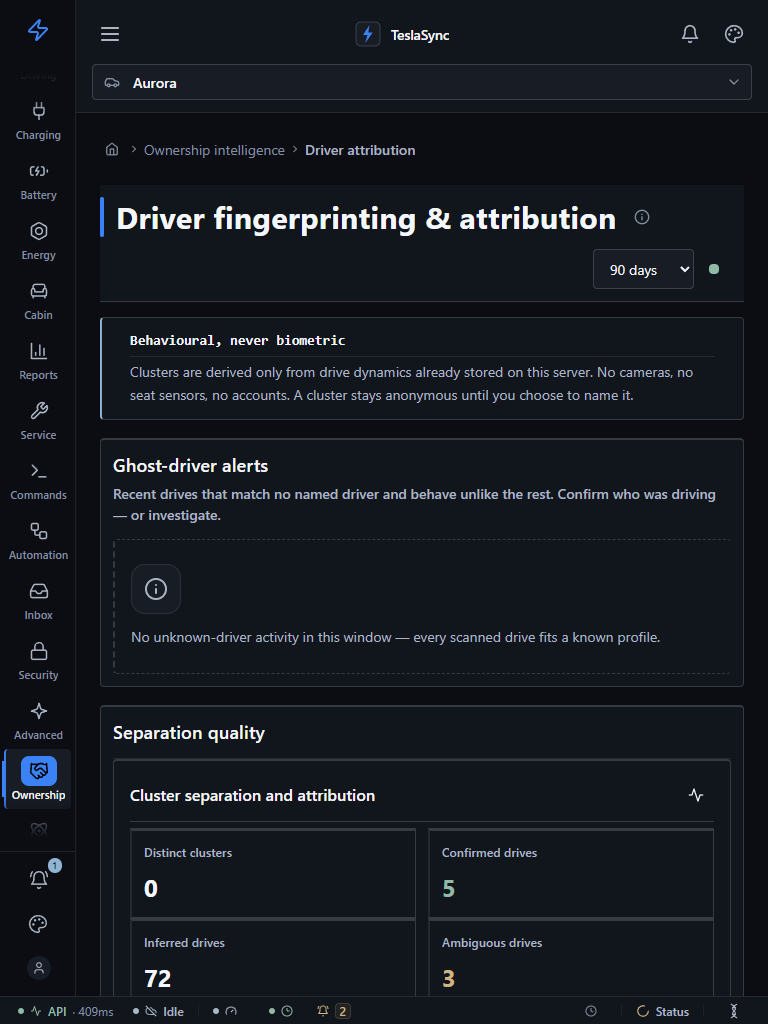 TeslaSync
Aurora
Driving
Charging
Battery
Energy
Cabin
Reports
Service
Commands
Automation
Inbox
Security
Advanced
Ownership
1
Ownership intelligence
Driver attribution
Driver fingerprinting & attribution
90 days
Behavioural, never biometric
Clusters are derived only from drive dynamics already stored on this server. No cameras, no
seat sensors, no accounts. A cluster stays anonymous until you choose to name it.
Ghost-driver alerts
Recent drives that match no named driver and behave unlike the rest. Confirm who was driving
— or investigate.
No unknown-driver activity in this window — every scanned drive fits a known profile.
Separation quality
Cluster separation and attribution
Distinct clusters
0
Confirmed drives
5
Inferred drives
72
Ambiguous drives
3
API · 409ms
Idle
2
Status